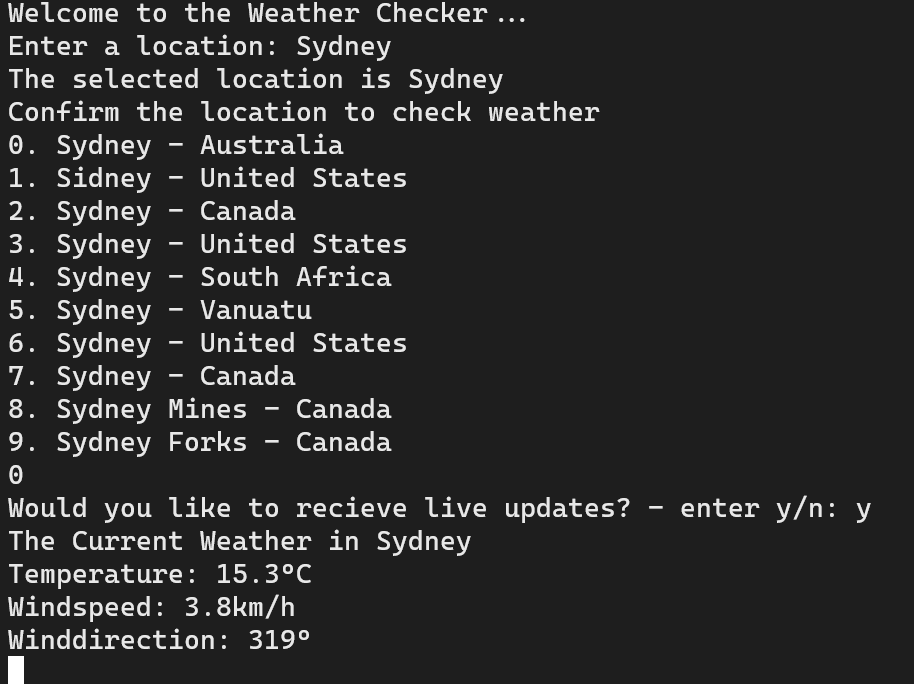 Welcome to the Weather Checker...
Enter a location: Sydney
The selected location is Sydney
Confirm the location to check weather
0. Sydney - Australia
1. Sidney - United States
2. Sydney - Canada
3. Sydney - United States
4. Sydney - South Africa
5. Sydney - Vanuatu
6. Sydney - United States
7. Sydney - Canada
8. Sydney Mines - Canada
9. Sydney Forks - Canada
0
Would you like to recieve live updates? - enter y/n: y
The Current Weather in Sydney
Temperature: 15.3°C
Windspeed: 3.8km/h
Winddirection: 319°